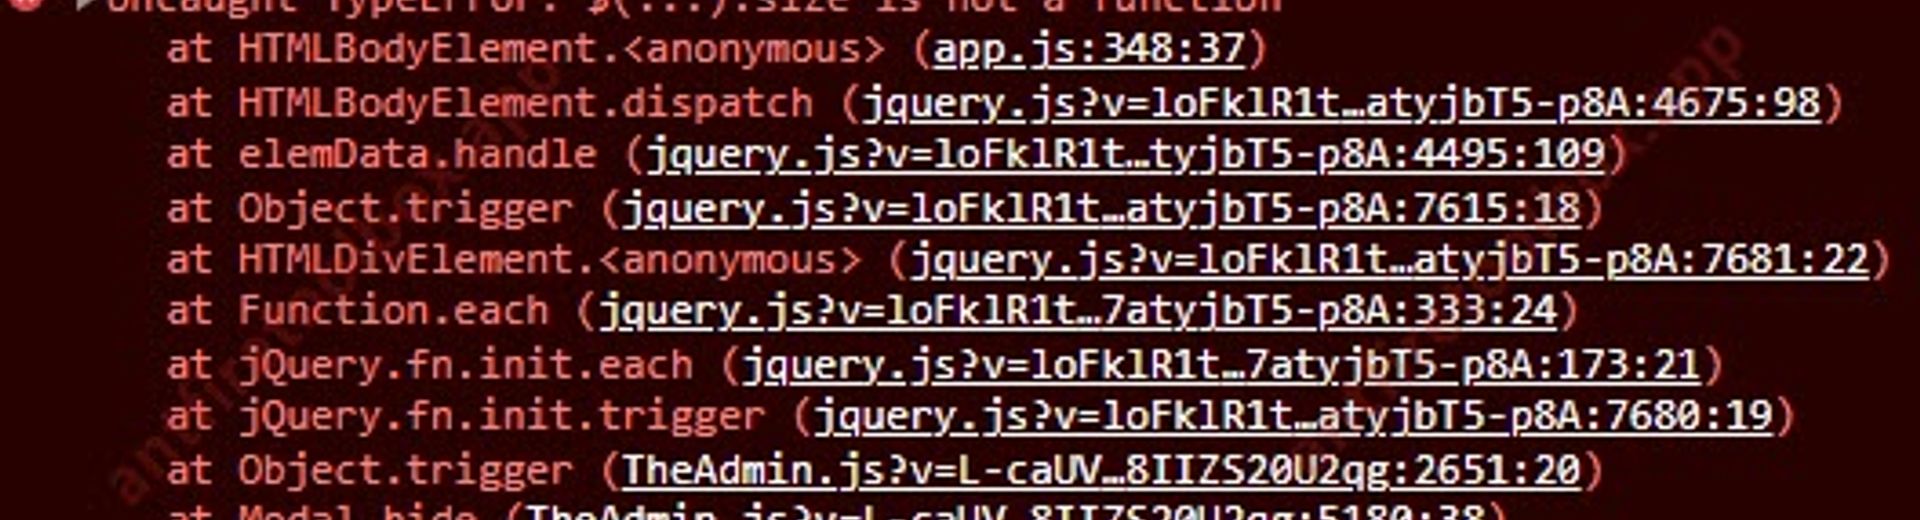 Uncaught TypeError: $(...).size is not a function
at HTMLBodyElement.<anonymous> (app.js:348:37)
at HTMLBodyElement.dispatch (jquery.js?v=loFklR1t…atyjbT5-p8A:4675:98)
at elemData.handle (jquery.js?v=loFklR1t…tyjbT5-p8A:4495:109)
at Object.trigger (jquery.js?v=loFklR1t…atyjbT5-p8A:7615:18)
at HTMLDivElement.<anonymous> (jquery.js?v=loFklR1t…atyjbT5-p8A:7681:22)
at Function.each (jquery.js?v=loFklR1t…7atyjbT5-p8A:333:24)
at jQuery.fn.init.each (jquery.js?v=loFklR1t…7atyjbT5-p8A:173:21)
at jQuery.fn.init.trigger (jquery.js?v=loFklR1t…atyjbT5-p8A:7680:19)
at Object.trigger (TheAdmin.js?v=L-caUV…8IIZS20U2qg:2651:20)
at Modal.hide (TheAdmin.js?v=L-caUV…8IIZS20U2qg:5180:38)